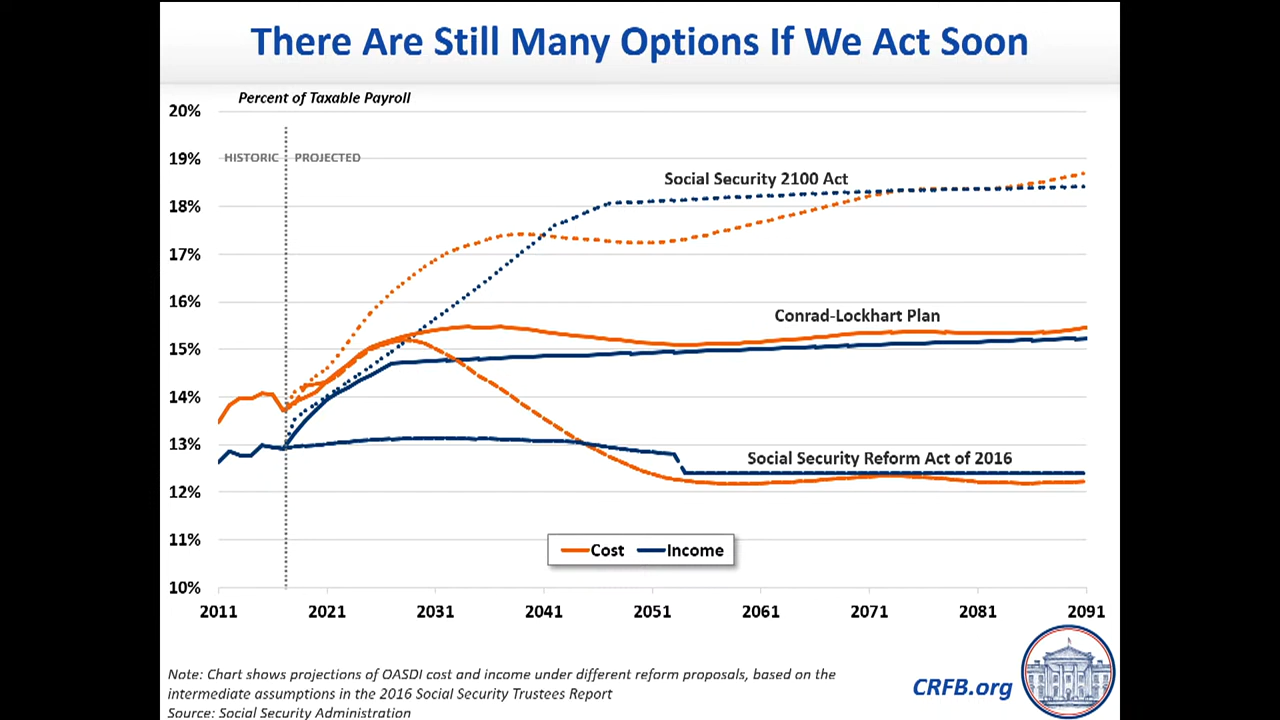 There Are Still Many Options If We Act Soon
Percent of Taxable Payroll
20%
HISTORIC
PROJECTED
19%
Social Security 2100 Act
18%
17%
16%
Conrad-Lockhart Plan
15%
14%
13%
Social Security Reform Act of 2016
12%
11%
Cost
Income
10%
2011 2021 2031 2041 2051 2061 2071 2081 2091
Note: Chart shows projections of OASDI cost and income under different reform proposals, based on the
intermediate assumptions in the 2016 Social Security Trustees Report
Source: Social Security Administration
CRFB.org